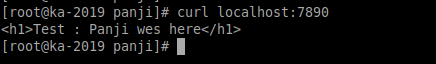 [root@ka-2019 panji]# curl localhost:7890
<h1>Test : Panji wes here</h1>
[root@ka-2019 panji]#